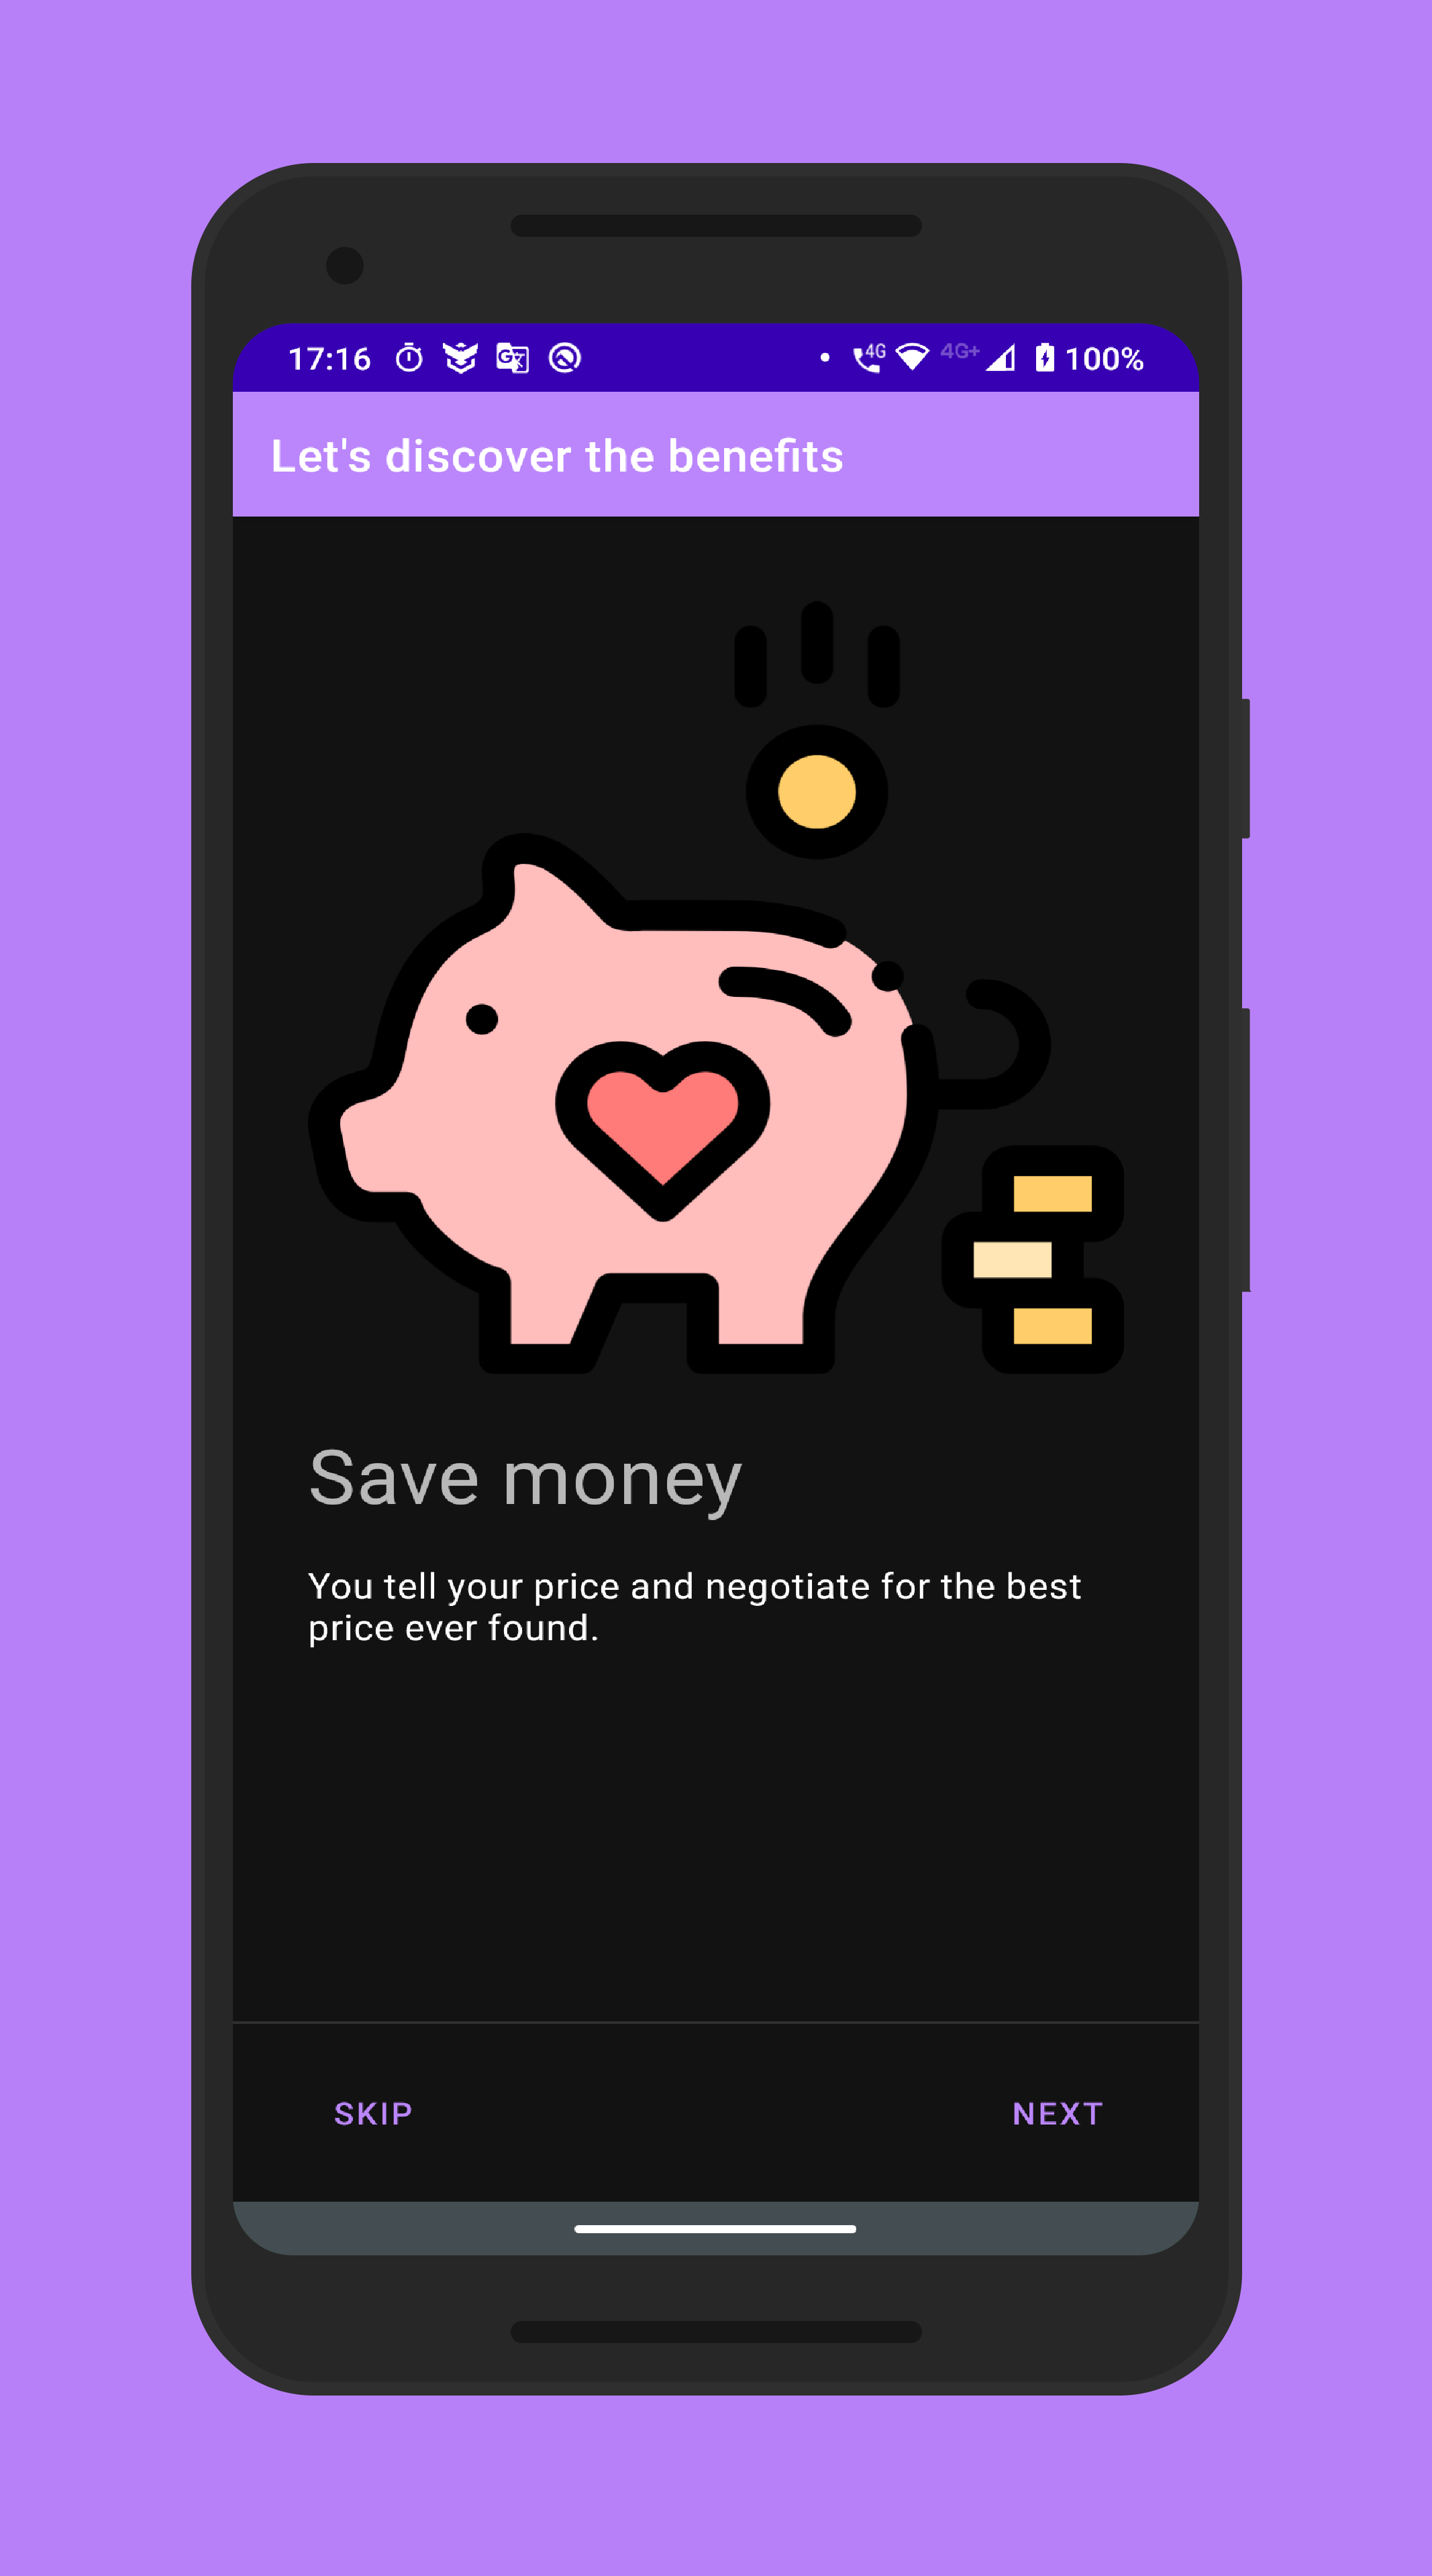 17:16 4G 4G+ 100%
Let's discover the benefits
Save money
You tell your price and negotiate for the best
price ever found.
SKIP NEXT